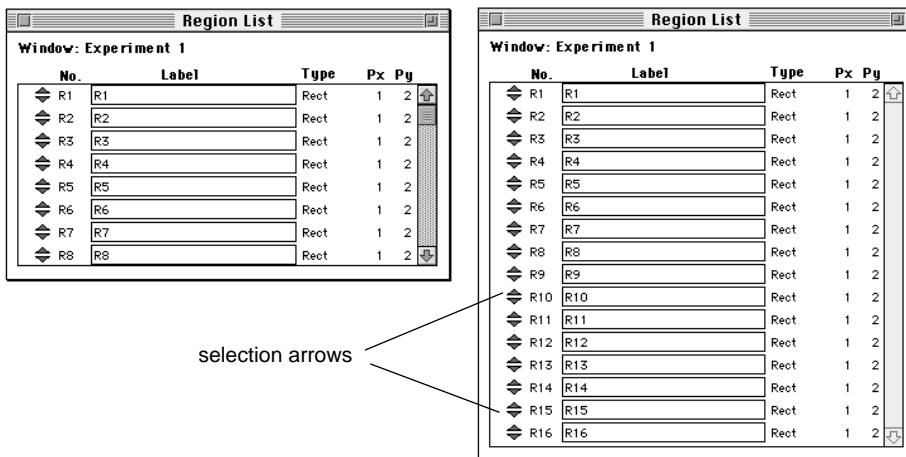 Region List
Window: Experiment 1
No. Label Type Px Py
R1 R1 Rect 1 2
R2 R2 Rect 1 2
R3 R3 Rect 1 2
R4 R4 Rect 1 2
R5 R5 Rect 1 2
R6 R6 Rect 1 2
R7 R7 Rect 1 2
R8 R8 Rect 1 2
selection arrows
Region List
Window: Experiment 1
No. Label Type Px Py
R1 R1 Rect 1 2
R2 R2 Rect 1 2
R3 R3 Rect 1 2
R4 R4 Rect 1 2
R5 R5 Rect 1 2
R6 R6 Rect 1 2
R7 R7 Rect 1 2
R8 R8 Rect 1 2
R9 R9 Rect 1 2
R10 R10 Rect 1 2
R11 R11 Rect 1 2
R12 R12 Rect 1 2
R13 R13 Rect 1 2
R14 R14 Rect 1 2
R15 R15 Rect 1 2
R16 R16 Rect 1 2